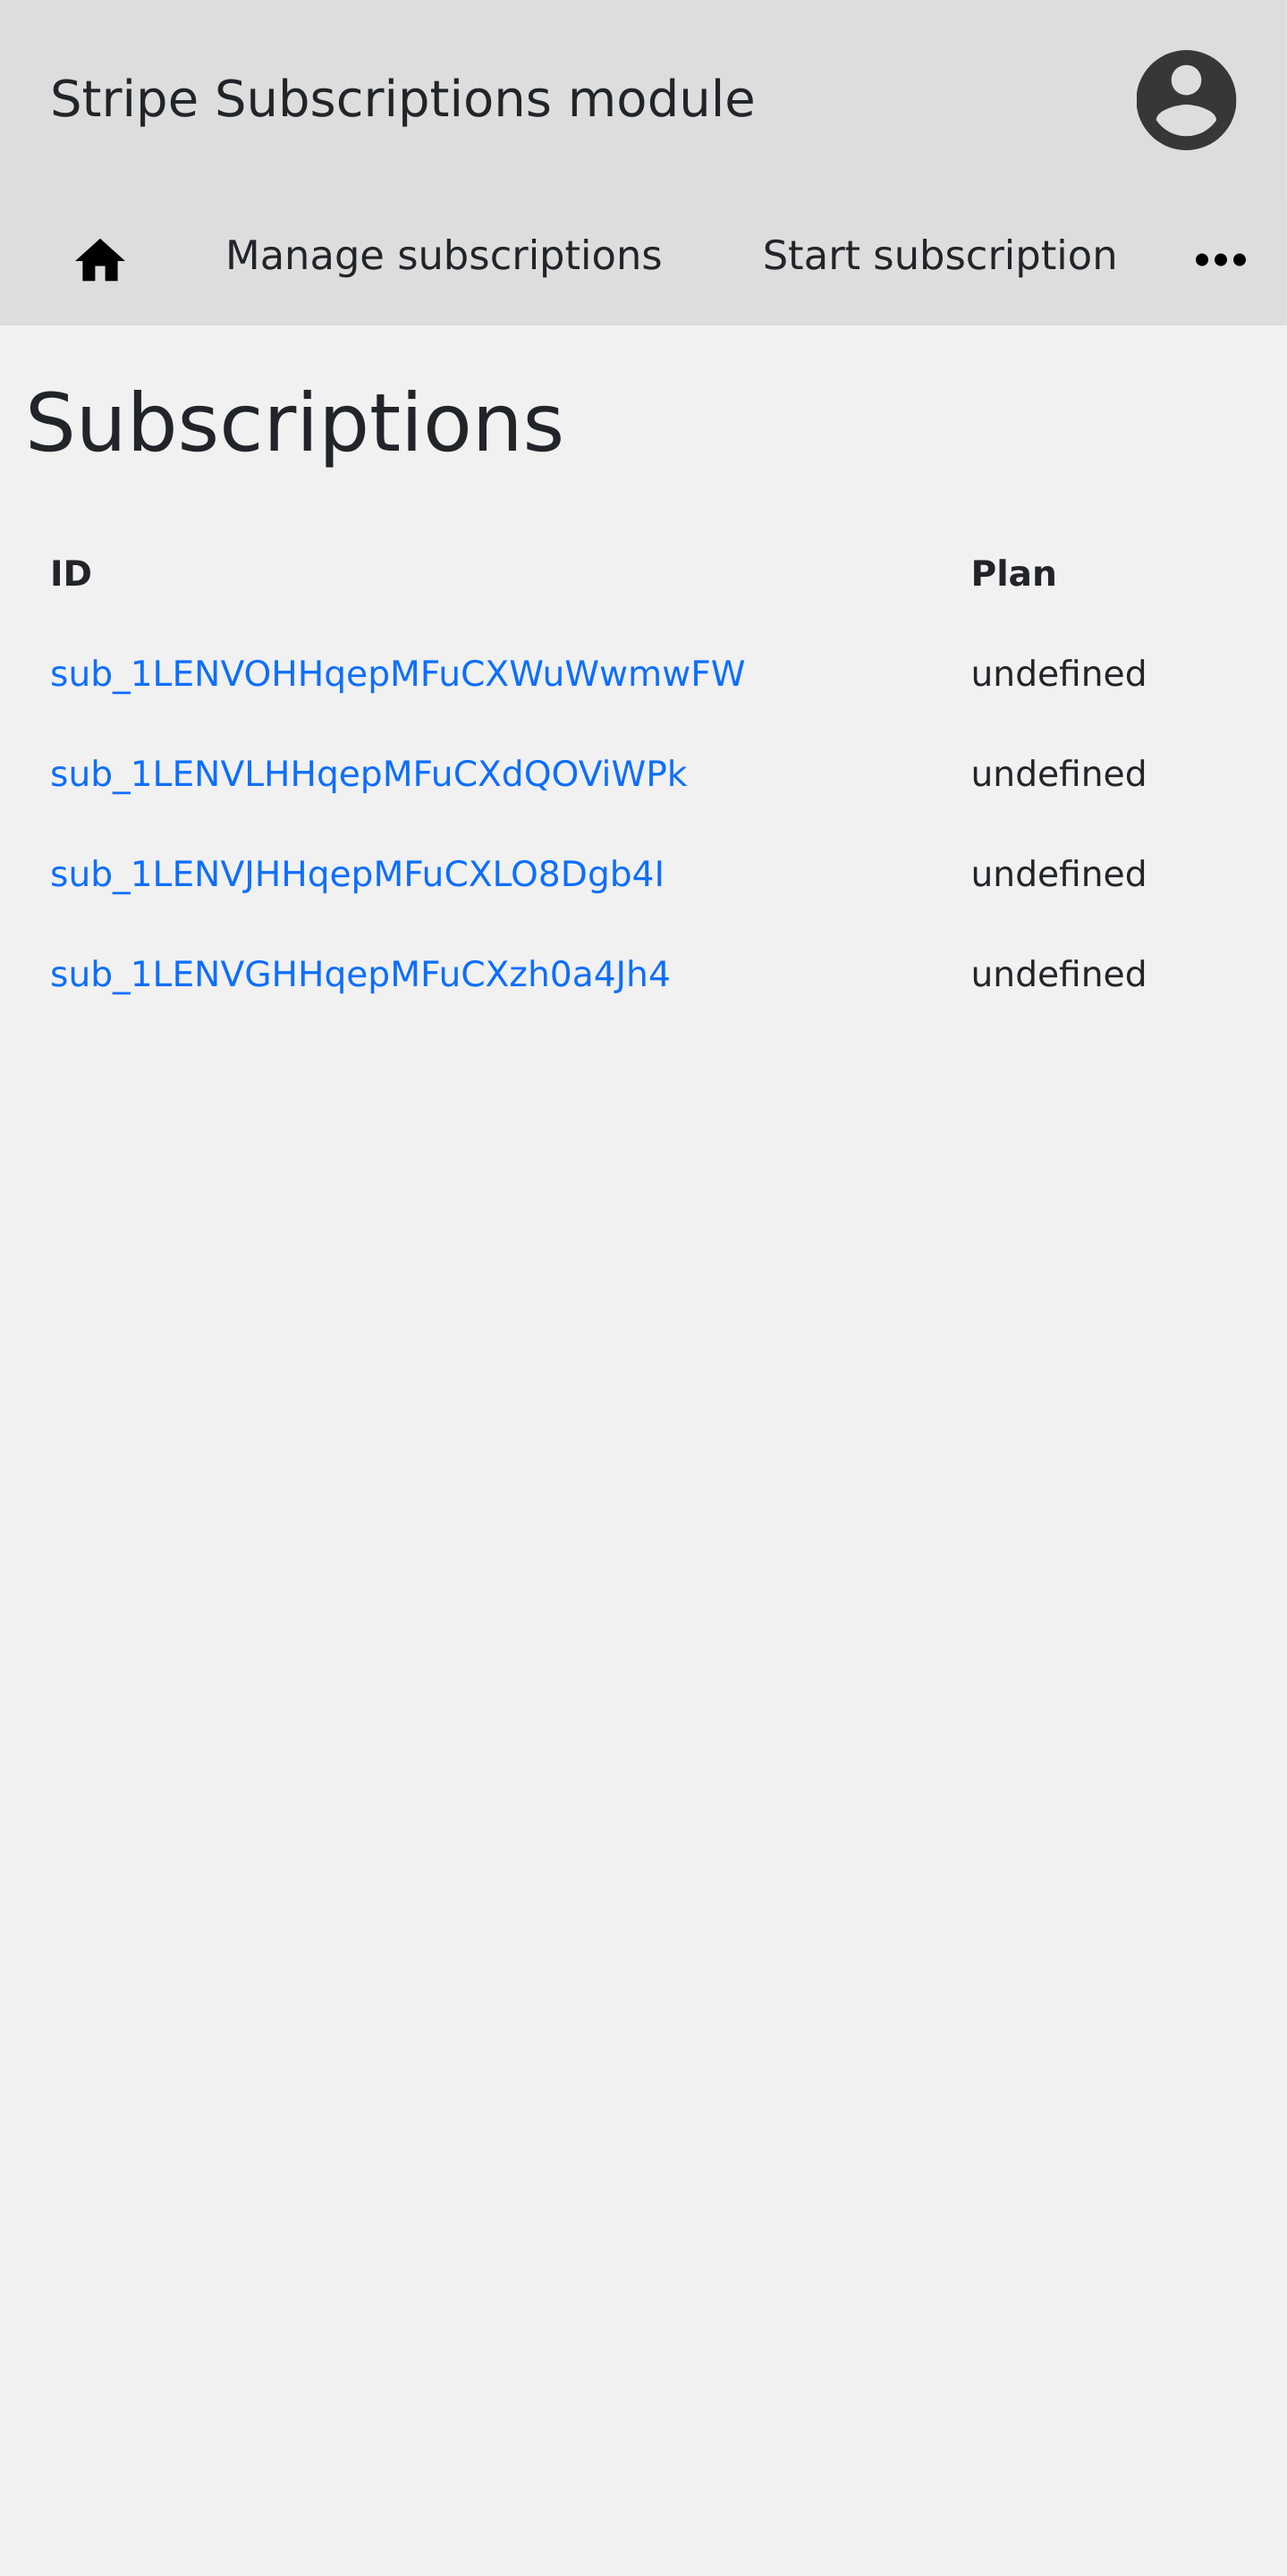 Stripe Subscriptions module
Manage subscriptions Start subscription
Subscriptions
ID Plan
sub_1LENVOHHqepMFuCXWuWwmwFW undefined
sub_1LENVLHHqepMFuCXdQOViWPk undefined
sub_1LENVJHHqepMFuCXLO8Dgb4I undefined
sub_1LENVGHHqepMFuCXzh0a4Jh4 undefined